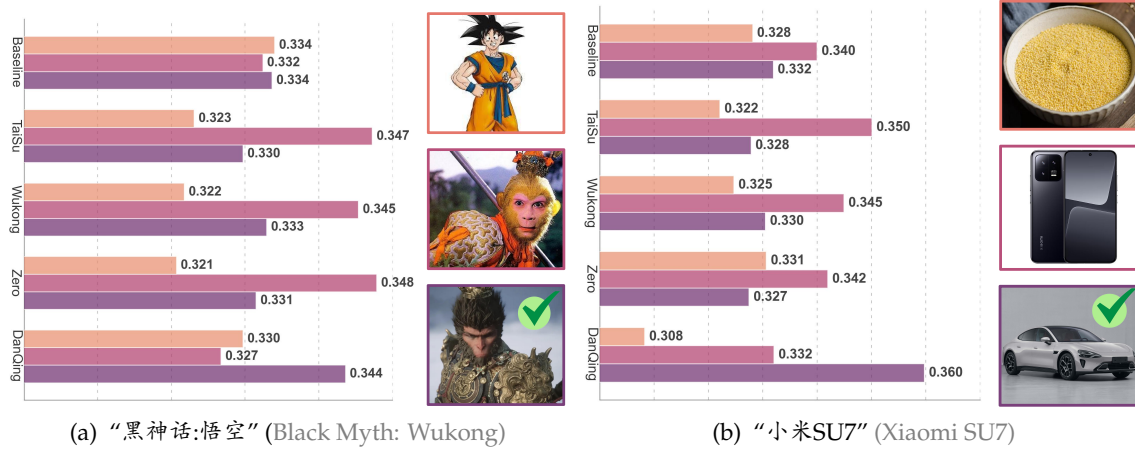 Baseline
0.334
0.332
0.334
TaiSu
0.323
0.347
0.330
Wukong
0.322
0.345
0.333
Zero
0.321
0.348
0.331
DanQing
0.330
0.327
0.344
(a) “黑神话:悟空” (Black Myth: Wukong)
Baseline
0.328
0.340
0.332
TaiSu
0.322
0.350
0.328
Wukong
0.325
0.345
0.330
Zero
0.331
0.342
0.327
DanQing
0.308
0.332
0.360
(b) “小米SU7” (Xiaomi SU7)